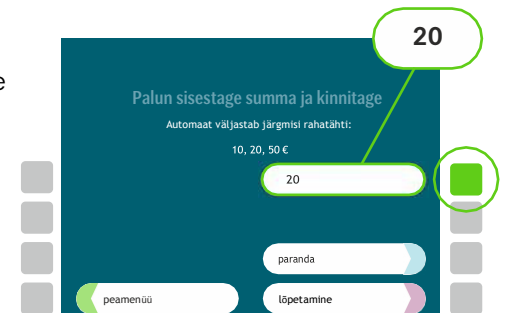 20
e
Palun sisestage summa ja kinnitage
Automaat väljastab järgmisi rahatähti:
10, 20, 50 €
20
paranda
peamenüü
lõpetamine